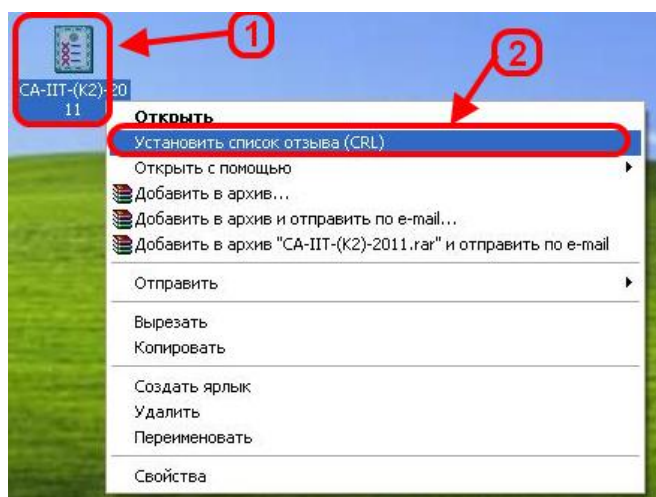 1
2
CA-IIT-(K2)-20
11
Открыть
Установить список отзыва (CRL)
Открыть с помощью
Добавить в архив...
Добавить в архив и отправить по e-mail...
Добавить в архив "CA-IIT-(K2)-2011.rar" и отправить по e-mail
Отправить
Вырезать
Копировать
Создать ярлык
Удалить
Переименовать
Свойства